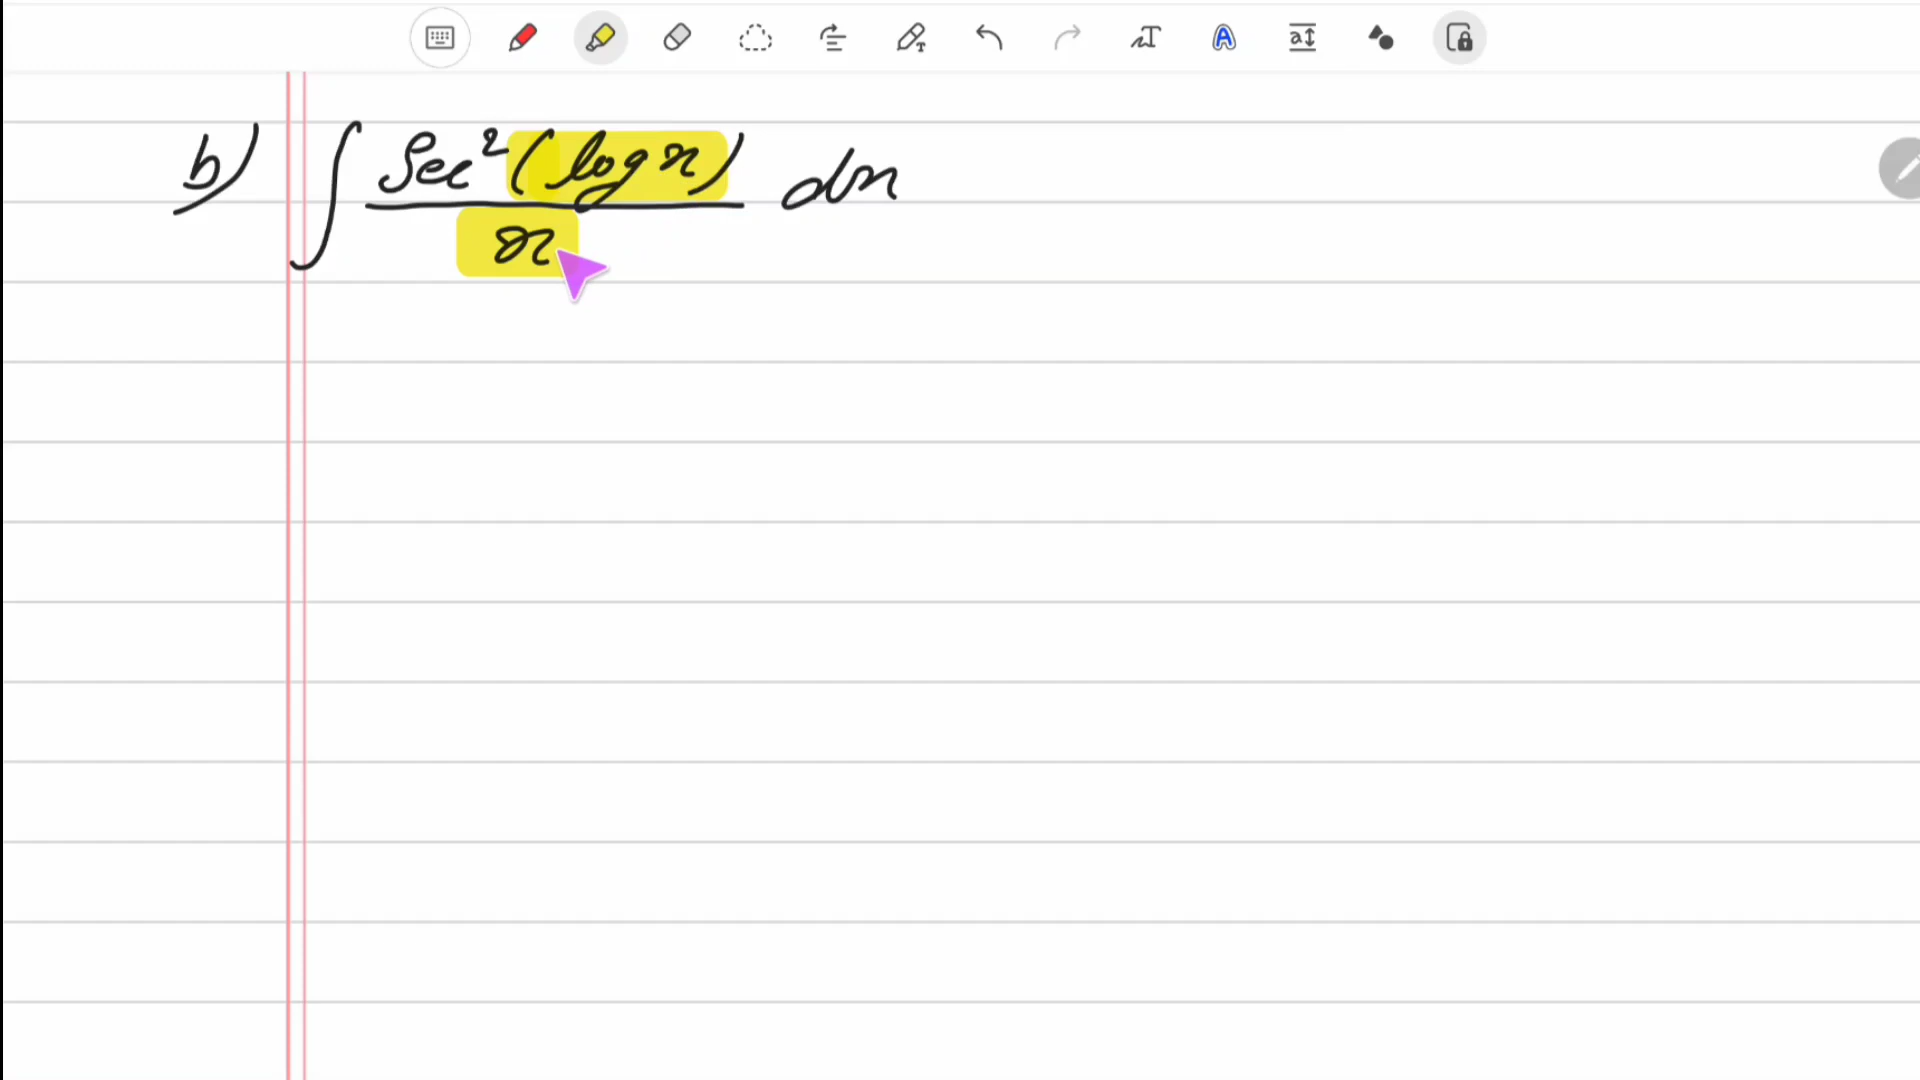 b) ∫ Sec²(log x) / x dx